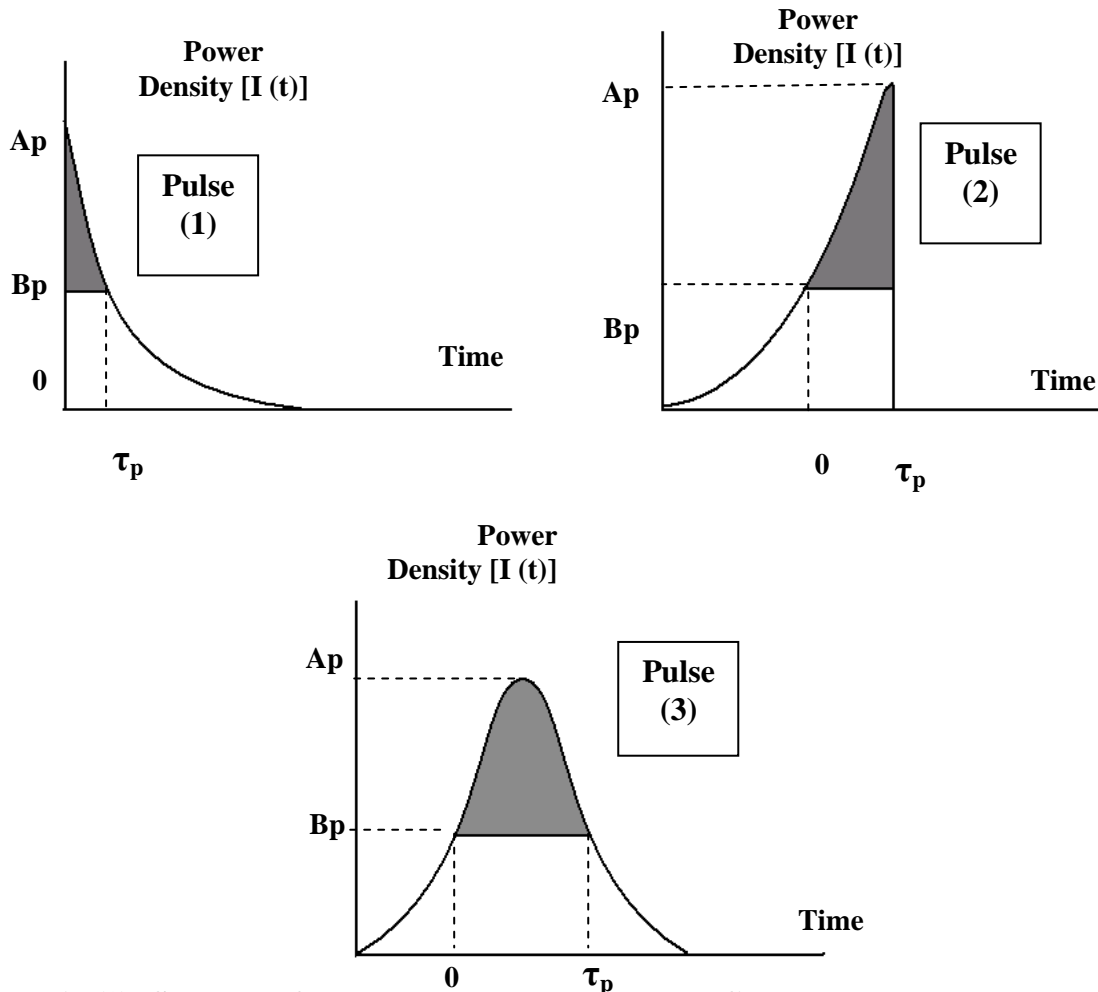 Power
Density [I (t)]
Ap
Pulse
(1)
Bp
Time
0
τp
Power
Density [I (t)]
Ap
Pulse
(2)
Bp
Time
0
τp
Power
Density [I (t)]
Ap
Pulse
(3)
Bp
Time
0
τp